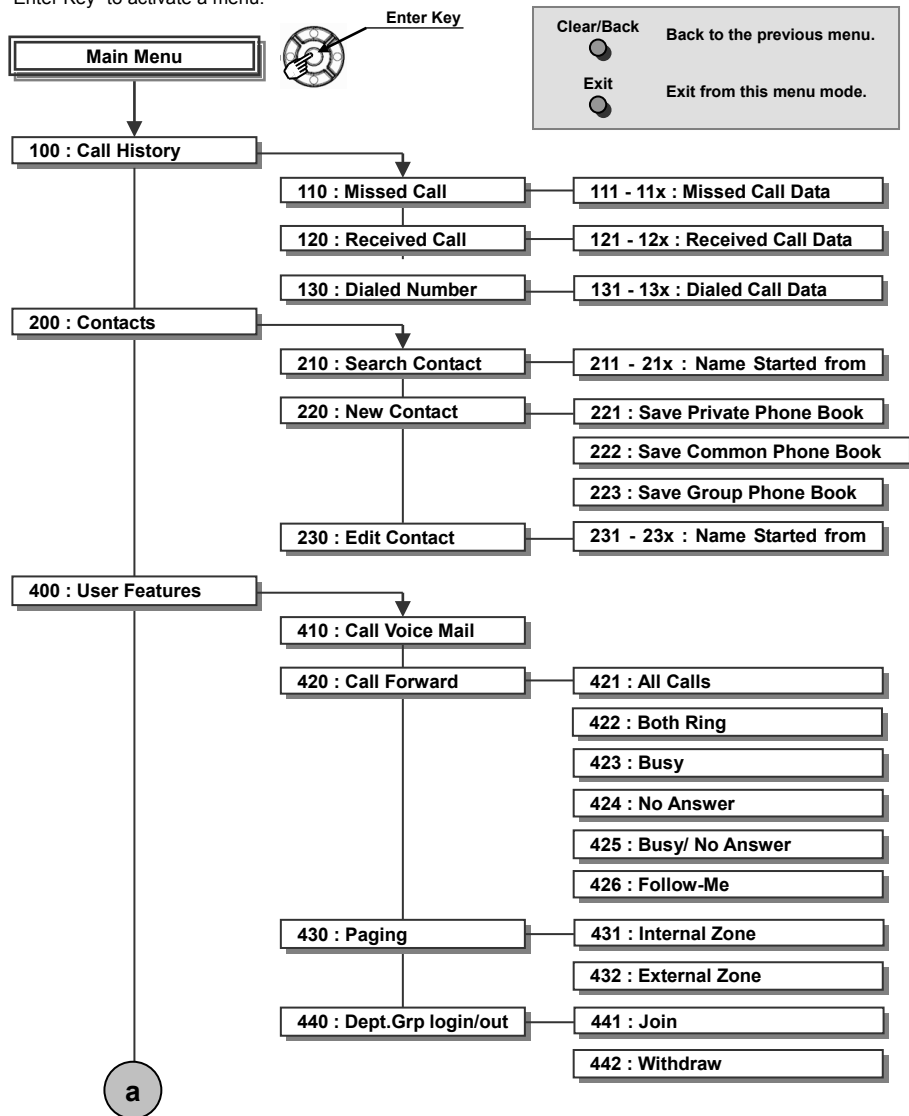 "Enter Key" to activate a menu.
Enter Key
Clear/Back
Back to the previous menu.
Main Menu
Exit
Exit from this menu mode.
100 : Call History
110 : Missed Call
111 - 11x : Missed Call Data
120 : Received Call
121 - 12x : Received Call Data
130 : Dialed Number
131 - 13x : Dialed Call Data
200 : Contacts
210 : Search Contact
211 - 21x : Name Started from
220 : New Contact
221 : Save Private Phone Book
222 : Save Common Phone Book
223 : Save Group Phone Book
230 : Edit Contact
231 - 23x : Name Started from
400 : User Features
410 : Call Voice Mail
420 : Call Forward
421 : All Calls
422 : Both Ring
423 : Busy
424 : No Answer
425 : Busy/ No Answer
426 : Follow-Me
430 : Paging
431 : Internal Zone
432 : External Zone
440 : Dept.Grp login/out
441 : Join
442 : Withdraw
a